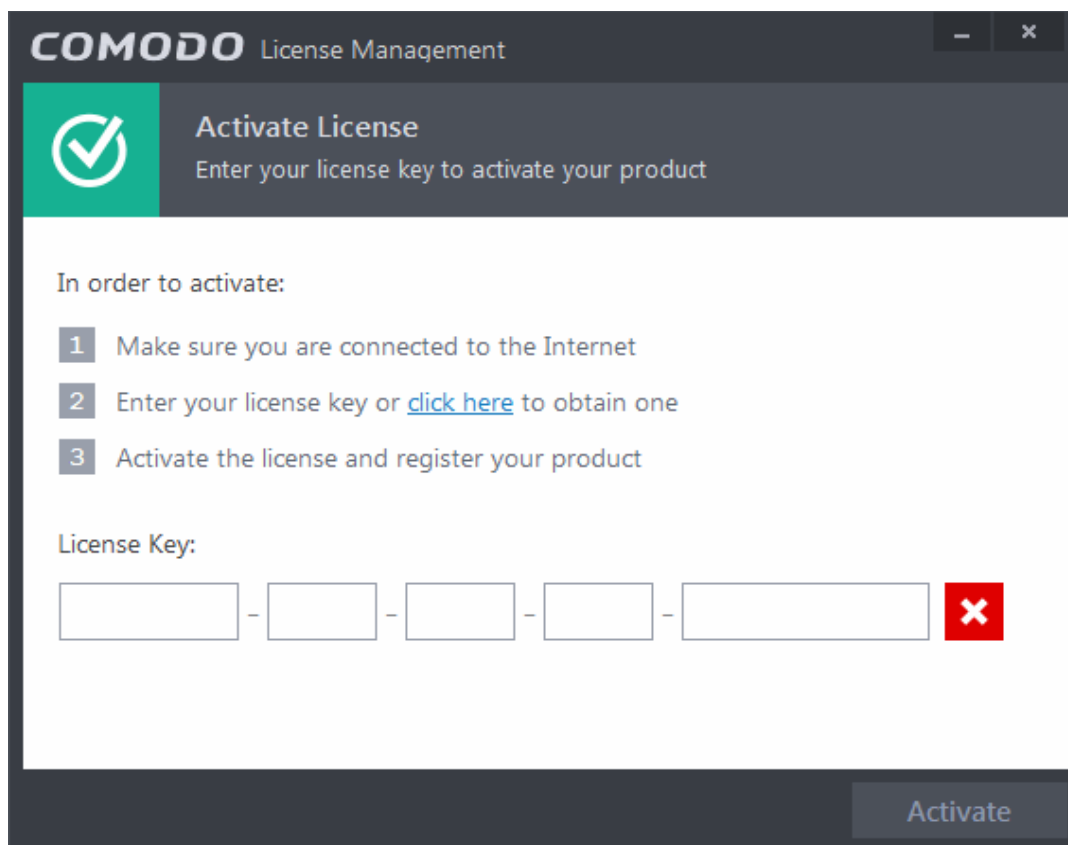 COMODO License Management
Activate License
Enter your license key to activate your product
In order to activate:
1 Make sure you are connected to the Internet
2 Enter your license key or click here to obtain one
3 Activate the license and register your product
License Key:
- - - -
Activate